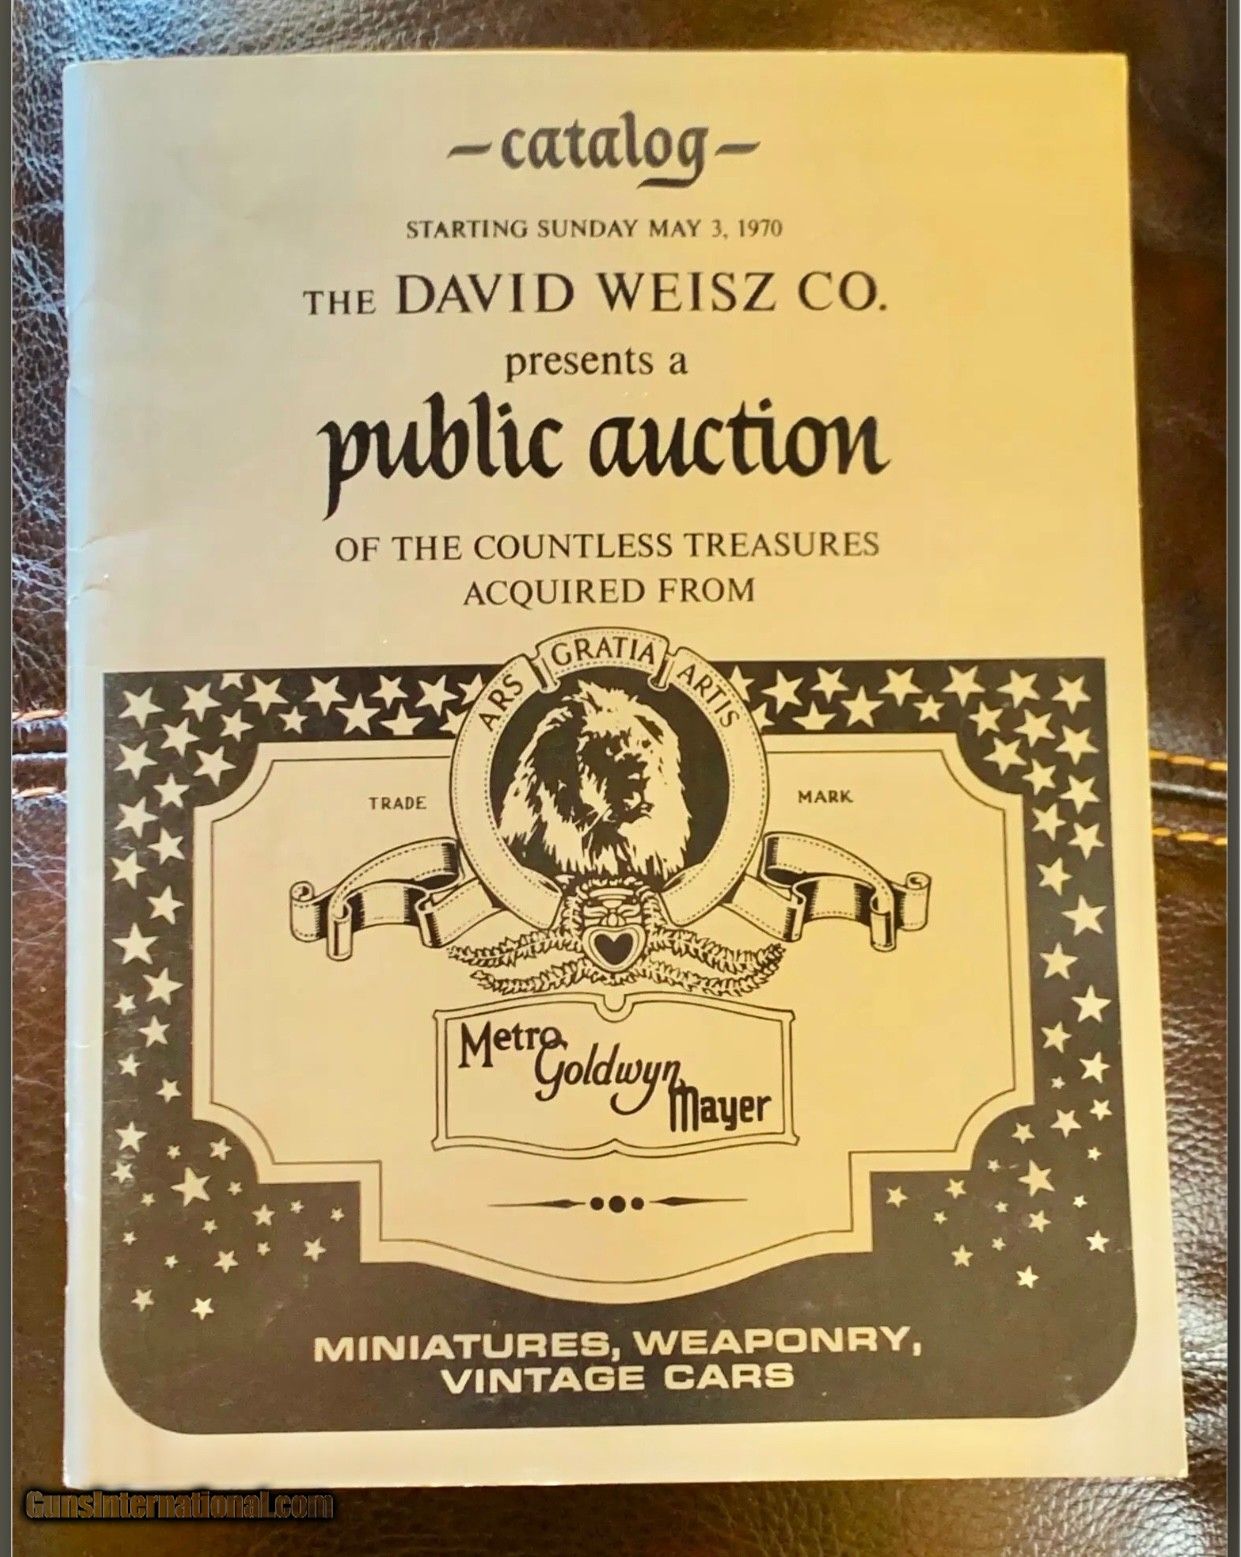 -catalog-
STARTING SUNDAY MAY 3, 1970
THE DAVID WEISZ CO.
presents a
public auction
OF THE COUNTLESS TREASURES
ACQUIRED FROM
ARS GRATIA ARTIS
TRADE MARK
Metro
Goldwyn
Mayer
MINIATURES, WEAPONRY,
VINTAGE CARS
GunsInternational.com